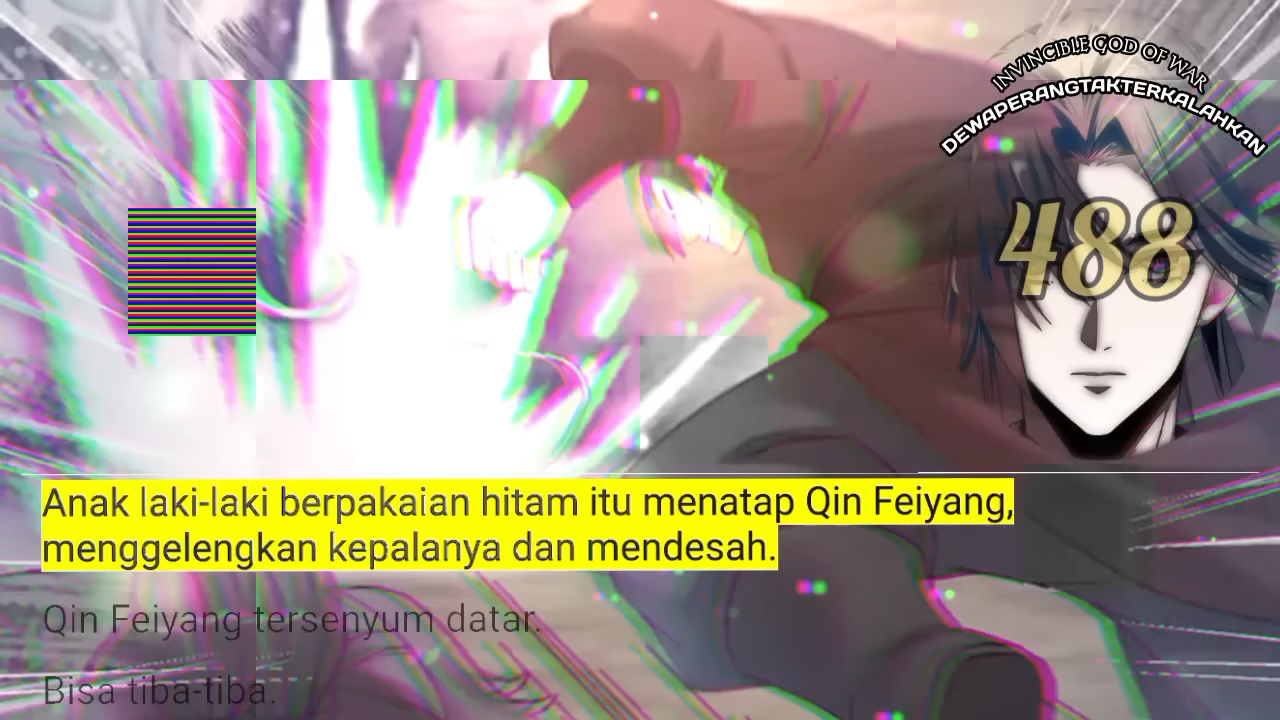 INVINCIBLE GOD OF WAR
DEWAPERANGTAKTERKALAHKAN
488
Anak laki-laki berpakaian hitam itu menatap Qin Feiyang,
menggelengkan kepalanya dan mendesah.
Qin Feiyang tersenyum datar.
Bisa tiba-tiba.